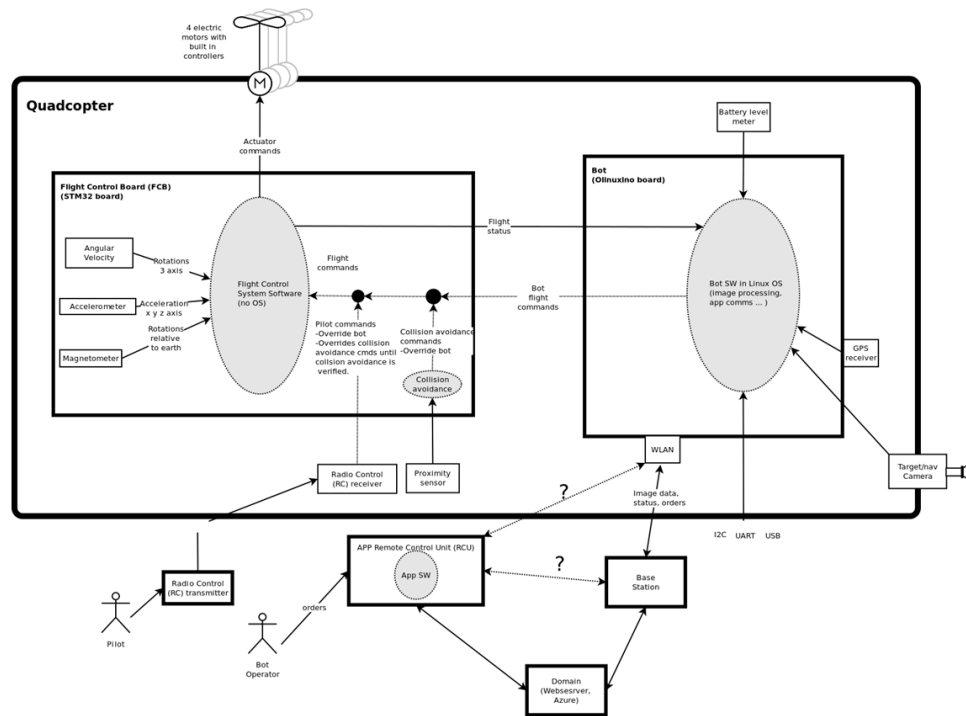 4 electric
motors with
built in
controllers
M
Quadcopter
Actuator
commands
Battery level
meter
Flight Control Board (FCB)
(STM32 board)
Bot
(Olinuxino board)
Angular
Velocity
Rotations
3 axis
Accelerometer
Acceleration
x y z axis
Rotations
relative
to earth
Magnetometer
Flight Control
System Software
(no OS)
Flight
status
Flight
commands
Bot
flight
commands
Pilot commands
-Override bot
-Overrides collision
avoidance cmds until
collision avoidance is
verified.
Collision avoidance
commands
-Override bot
Collision
avoidance
Bot SW in Linux OS
(image processing,
app comms ... )
GPS
receiver
Radio Control
(RC) receiver
Proximity
sensor
WLAN
Target/nav
Camera
?
Image data,
status, orders
I2C UART USB
APP Remote Control Unit (RCU)
App SW
?
Base
Station
Radio Control
(RC) transmitter
Pilot
orders
Bot
Operator
Domain
(Websesrver,
Azure)